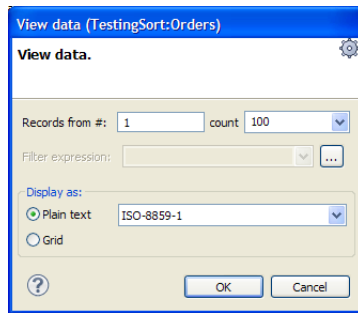 View data (TestingSort:Orders)
View data.
Records from #: 1 count 100
Filter expression: ...
Display as:
Plain text ISO-8859-1
Grid
? OK Cancel